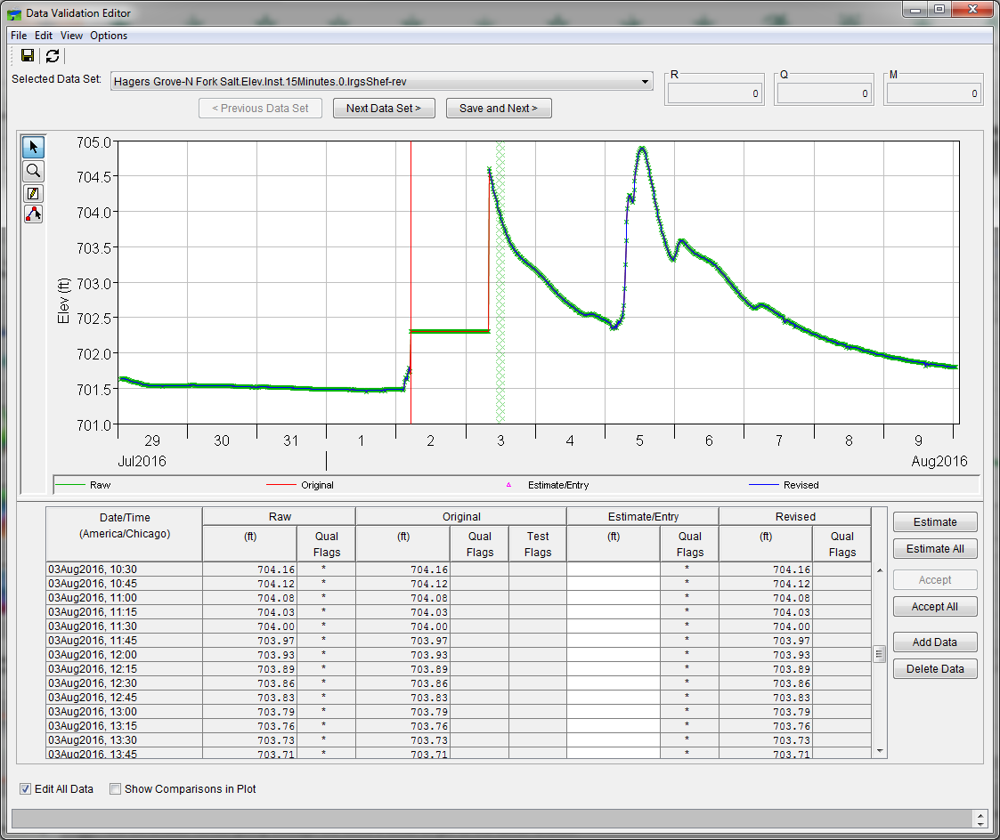 Data Validation Editor
File Edit View Options
Selected Data Set: Hagers Grove-N Fork Salt.Elev.Inst.15Minutes.0.IrgsShef-rev
R 0 Q 0 M 0
< Previous Data Set Next Data Set > Save and Next >
705.0
704.5
704.0
703.5
703.0
702.5
702.0
701.5
701.0
Elev (ft)
29 30 31 1 2 3 4 5 6 7 8 9
Jul2016 Aug2016
Raw Original Estimate/Entry Revised
Date/Time Raw Original Estimate/Entry Revised
(America/Chicago) (ft) Qual (ft) Qual Test (ft) Qual (ft) Qual
Flags Flags Flags Flags Flags
03Aug2016, 10:30 704.16 * 704.16 * 704.16
03Aug2016, 10:45 704.12 * 704.12 * 704.12
03Aug2016, 11:00 704.08 * 704.08 * 704.08
03Aug2016, 11:15 704.03 * 704.03 * 704.03
03Aug2016, 11:30 704.00 * 704.00 * 704.00
03Aug2016, 11:45 703.97 * 703.97 * 703.97
03Aug2016, 12:00 703.93 * 703.93 * 703.93
03Aug2016, 12:15 703.89 * 703.89 * 703.89
03Aug2016, 12:30 703.86 * 703.86 * 703.86
03Aug2016, 12:45 703.83 * 703.83 * 703.83
03Aug2016, 13:00 703.79 * 703.79 * 703.79
03Aug2016, 13:15 703.76 * 703.76 * 703.76
03Aug2016, 13:30 703.73 * 703.73 * 703.73
03Aug2016, 13:45 703.71 * 703.71 * 703.71
Estimate
Estimate All
Accept
Accept All
Add Data
Delete Data
Edit All Data Show Comparisons in Plot